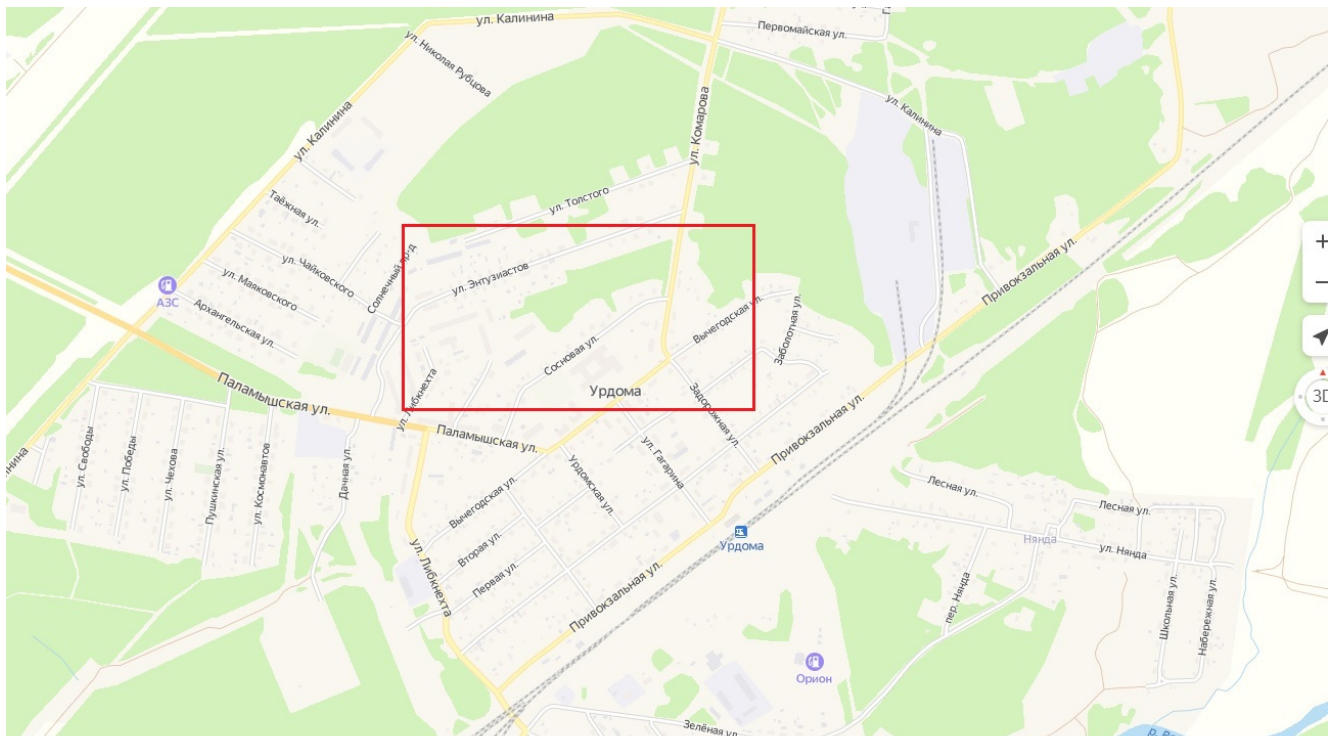 ул. Калинина
Первомайская ул.
ул. Николая Рубцова
ул. Калинина
ул. Калинина
ул. Комарова
ул. Толстого
Таёжная ул.
ул. Чайковского
Солнечный пр-д
ул. Энтузиастов
Привокзальная ул.
ул. Маяковского
АЗС
Архангельская ул.
Вычегодская ул.
Заболотная ул.
Сосновая ул.
Урдома
ул. Либкнехта
Паламышская ул.
Задорожная ул.
Привокзальная ул.
Паламышская ул.
ул. Гагарина
ул. Свободы
ул. Победы
ул. Чехова
Пушкинская ул.
ул. Космонавтов
Дачная ул.
Урдомская ул.
Вычегодская ул.
Вторая ул.
Первая ул.
Лесная ул.
Лесная ул.
Урдома
Нянда
ул. Нянда
ул. Либкнехта
Привокзальная ул.
пер. Нянда
Школьная ул.
Набережная ул.
Орион
Зелёная ул.
+
−
3D